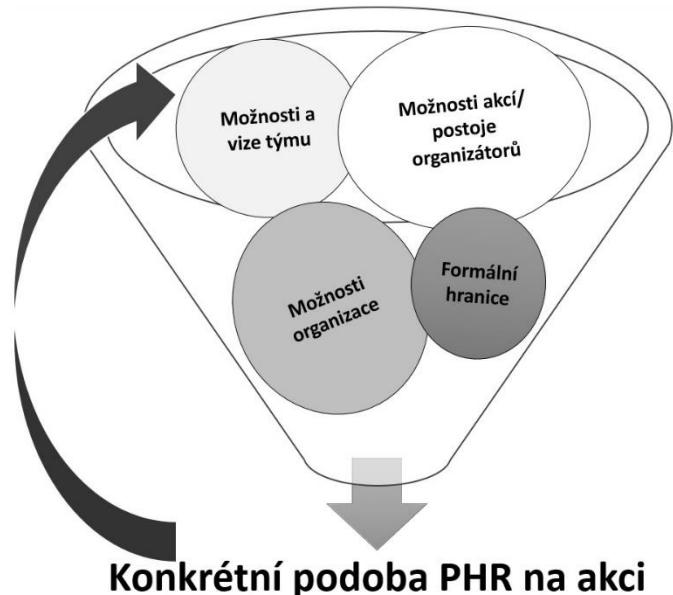 Možnosti a
vize týmu
Možnosti akcí/
postoje
organizátorů
Možnosti
organizace
Formální
hranice
Konkrétní podoba PHR na akci